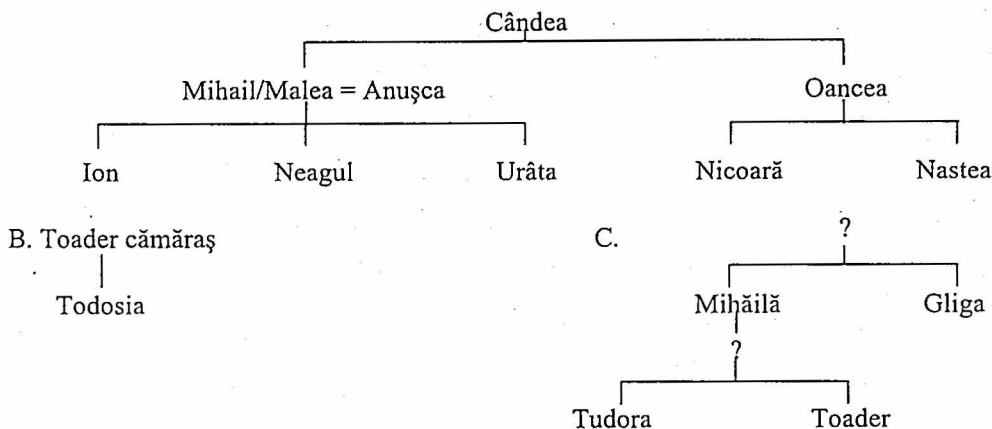 Cândea
Mihail/Malea = Anuşca Oancea
Ion Neagul Urâta Nicoară Nastea
B. Toader cămăraş C. ?
Todosia Mihăilă Gliga
?
Tudora Toader